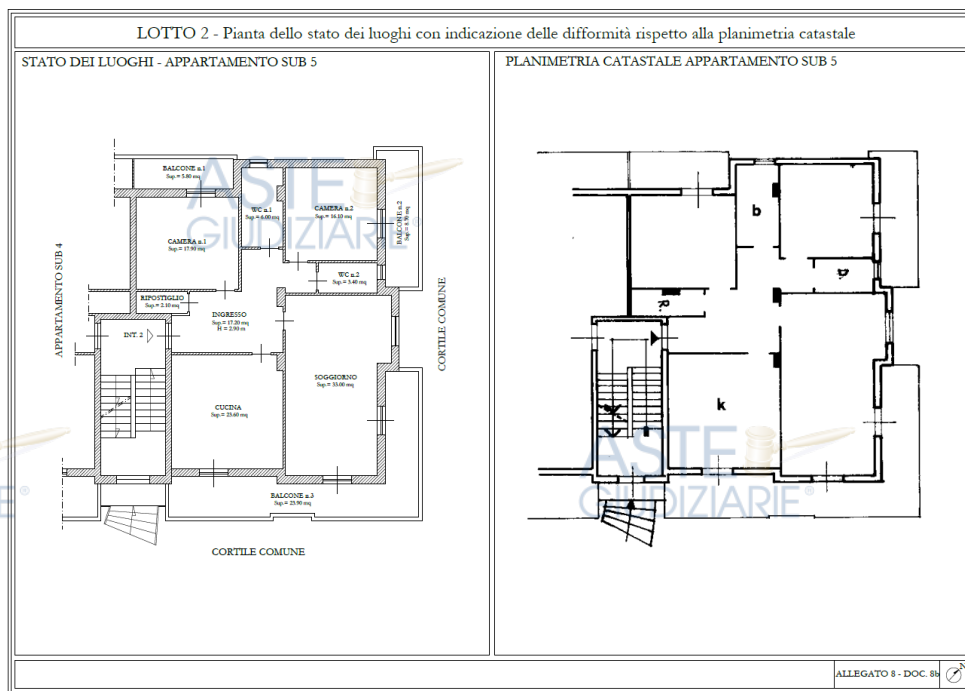 LOTTO 2 - Pianta dello stato dei luoghi con indicazione delle difformità rispetto alla planimetria catastale
STATO DEI LUOGHI - APPARTAMENTO SUB 5
BALCONE n.1
Sup.= 5.80 mq
WC n.1
Sup.= 6.00 mq
CAMERA n.2
Sup.= 16.10 mq
BALCONE n.2
CAMERA n.1
Sup.= 17.90 mq
WC n.2
Sup.= 3.40 mq
RIPOSTIGLIO
Sup.= 2.10 mq
INGRESSO
Sup.= 17.20 mq
H = 2.90 m
APPARTAMENTO SUB 4
INT. 2
CORTILE COMUNE
SOGGIORNO
Sup.= 33.00 mq
CUCINA
Sup.= 23.60 mq
BALCONE n.3
Sup.= 23.90 mq
CORTILE COMUNE
ASTE
GIUDIZIARIE®
IE®
PLANIMETRIA CATASTALE APPARTAMENTO SUB 5
b
R.
k
ASTE
GIUDIZIARIE®
ALLEGATO 8 - DOC. 8b
N